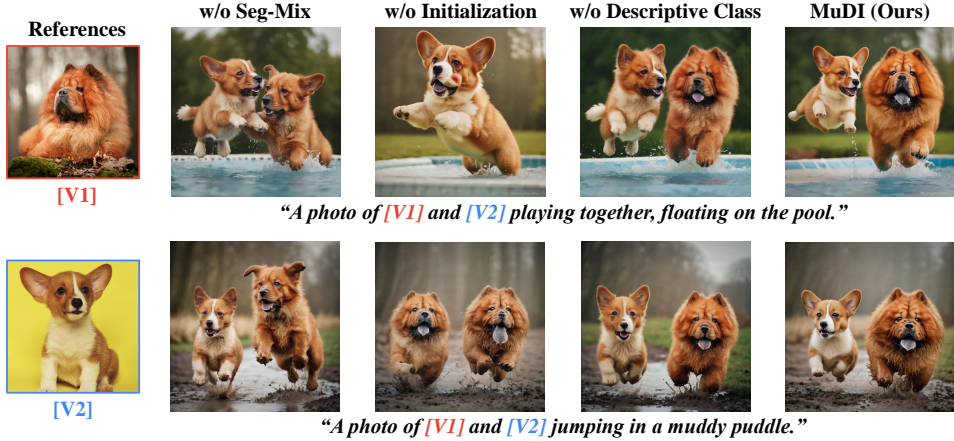 References
w/o Seg-Mix
w/o Initialization
w/o Descriptive Class
MuDI (Ours)
[V1]
“A photo of [V1] and [V2] playing together, floating on the pool.”
[V2]
“A photo of [V1] and [V2] jumping in a muddy puddle.”